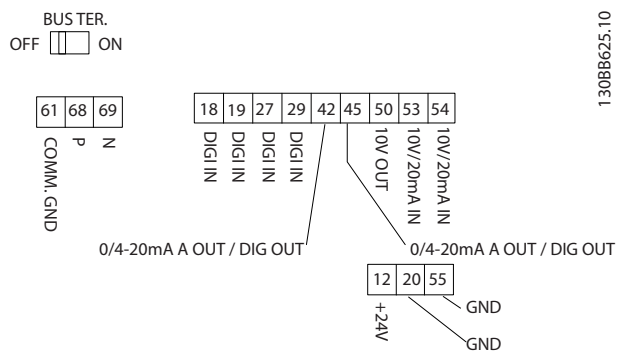 BUS TER.
OFF ON
130BB625.10
61 68 69
COMM. GND
P
N
18 19 27 29 42 45 50 53 54
DIGI IN
DIGI IN
DIGI IN
DIGI IN
10V OUT
10V/20mA IN
10V/20mA IN
0/4-20mA A OUT / DIG OUT
0/4-20mA A OUT / DIG OUT
12 20 55
+24V
GND
GND